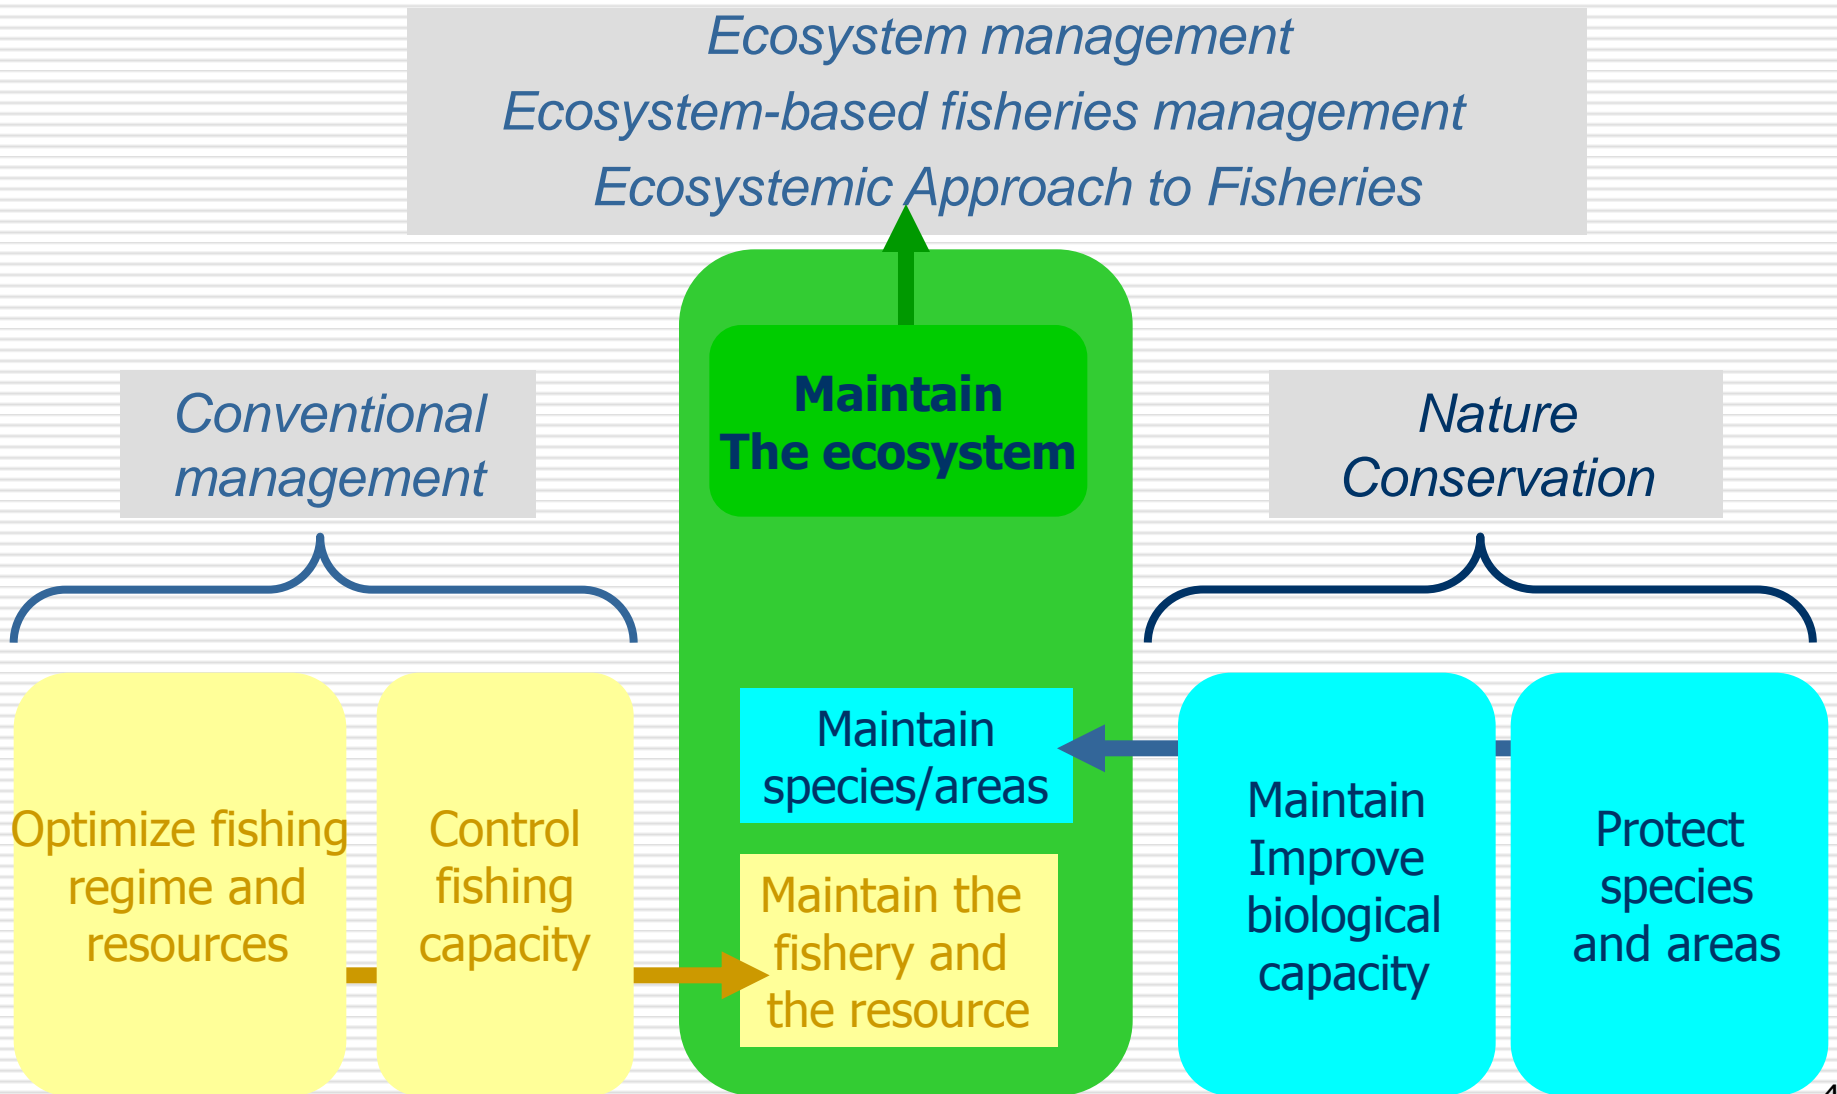 Ecosystem management
Ecosystem-based fisheries management
Ecosystemic Approach to Fisheries
Conventional
management
Maintain
The ecosystem
Nature
Conservation
Optimize fishing
regime and
resources
Control
fishing
capacity
Maintain
species/areas
Maintain the
fishery and
the resource
Maintain
Improve
biological
capacity
Protect
species
and areas